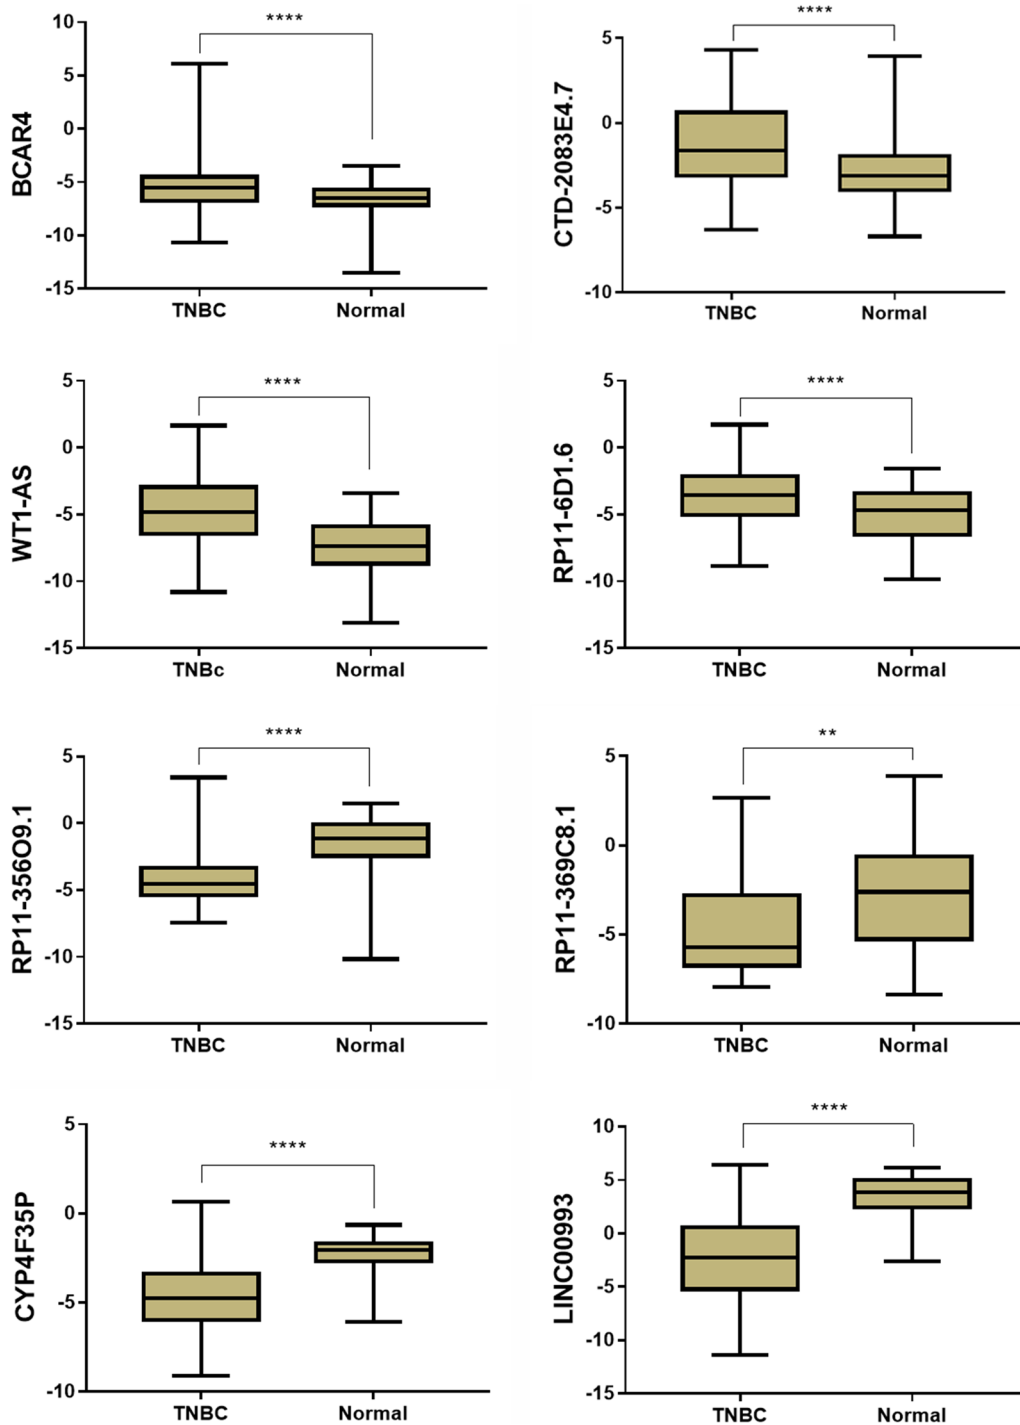 BCAR4
10
5
0
-5
-10
-15
****
TNBC Normal
CTD-2083E4.7
5
0
-5
-10
****
TNBC Normal
WT1-AS
5
0
-5
-10
-15
****
TNBc Normal
RP11-6D1.6
5
0
-5
-10
-15
****
TNBC Normal
RP11-356O9.1
5
0
-5
-10
-15
****
TNBC Normal
RP11-369C8.1
5
0
-5
-10
**
TNBC Normal
CYP4F35P
5
0
-5
-10
****
TNBC Normal
LINC00993
10
5
0
-5
-10
-15
****
TNBC Normal